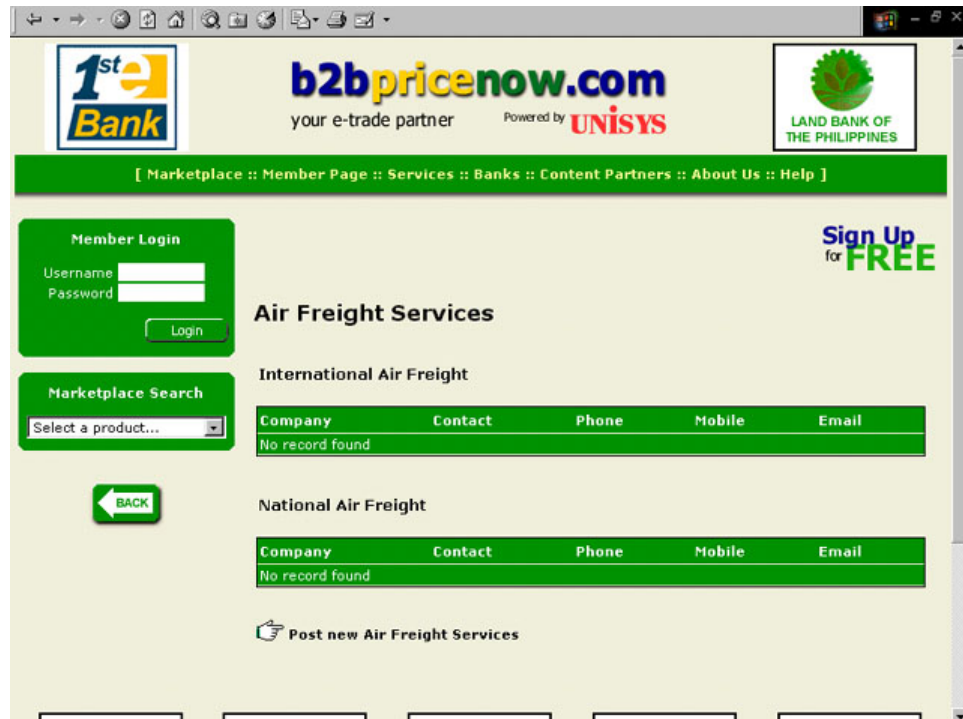 1st e
Bank
b2bpricenow.com
your e-trade partner
Powered by UNISYS
LAND BANK OF
THE PHILIPPINES
[ Marketplace :: Member Page :: Services :: Banks :: Content Partners :: About Us :: Help ]
Member Login
Username
Password
Login
Sign Up
for FREE
Air Freight Services
International Air Freight
Marketplace Search
Select a product...
Company Contact Phone Mobile Email
No record found
BACK
National Air Freight
Company Contact Phone Mobile Email
No record found
Post new Air Freight Services